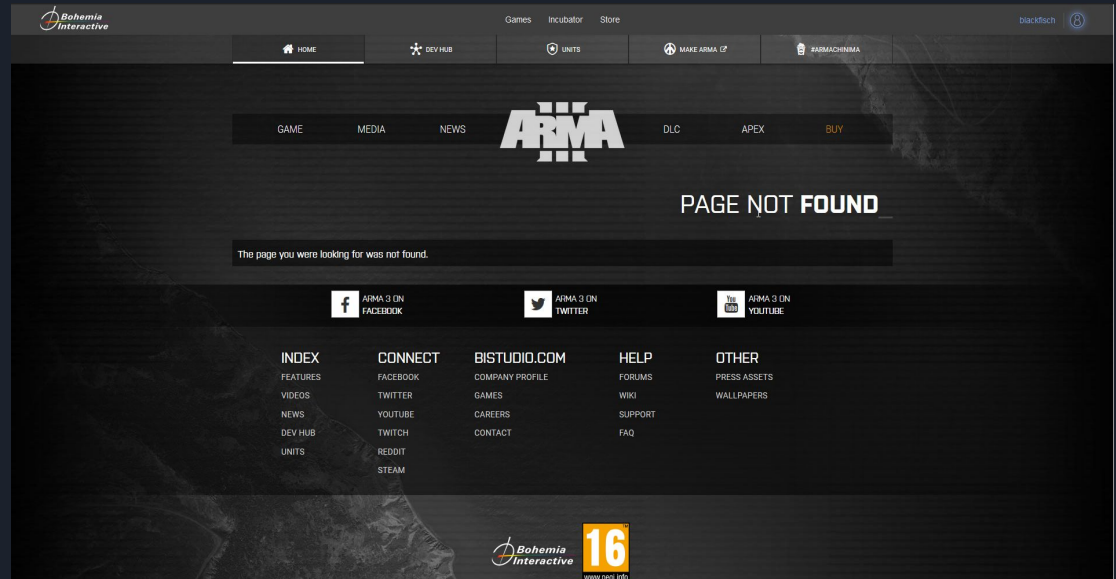 Bohemia
Interactive
Games Incubator Store
blackfisch
HOME DEV HUB UNITS MAKE ARMA #ARMACHINIMA
GAME MEDIA NEWS ARMA III DLC APEX BUY
PAGE NOT FOUND_
The page you were looking for was not found.
ARMA 3 ON
FACEBOOK
ARMA 3 ON
TWITTER
You
Tube
ARMA 3 ON
YOUTUBE
INDEX
FEATURES
VIDEOS
NEWS
DEV HUB
UNITS
CONNECT
FACEBOOK
TWITTER
YOUTUBE
TWITCH
REDDIT
STEAM
BISTUDIO.COM
COMPANY PROFILE
GAMES
CAREERS
CONTACT
HELP
FORUMS
WIKI
SUPPORT
FAQ
OTHER
PRESS ASSETS
WALLPAPERS
Bohemia
Interactive
16
www.pegi.info